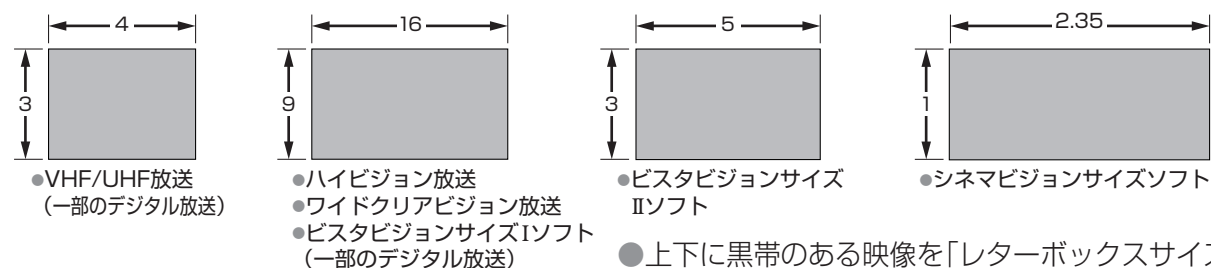 4
3
●VHF/UHF放送
(一部のデジタル放送)
16
9
●ハイビジョン放送
●ワイドクリアビジョン放送
●ビスタビジョンサイズIソフト
(一部のデジタル放送)
5
3
●ビスタビジョンサイズ
IIソフト
2.35
1
●シネマビジョンサイズソフト
●上下に黒帯のある映像を「レターボックスサイズ